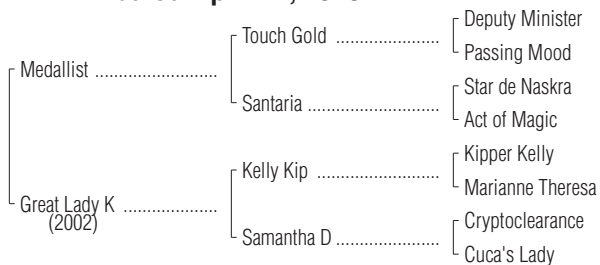 Medallist ........................
Touch Gold ....................
Deputy Minister
Passing Mood
Santaria .........................
Star de Naskra
Act of Magic
Great Lady K ..................
(2002)
Kelly Kip ........................
Kipper Kelly
Marianne Theresa
Samantha D ....................
Cryptoclearance
Cuca's Lady